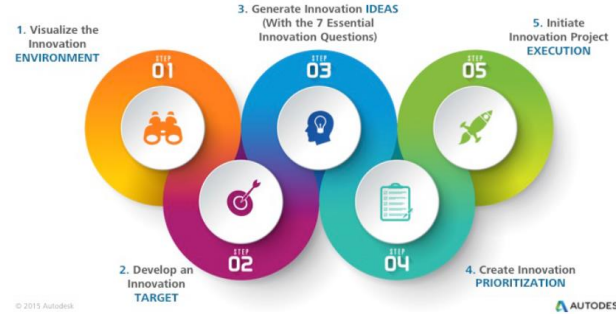 1. Visualize the
Innovation
ENVIRONMENT
STEP
01
2. Develop an
Innovation
TARGET
STEP
02
3. Generate Innovation IDEAS
(With the 7 Essential
Innovation Questions)
STEP
03
4. Create Innovation
PRIORITIZATION
STEP
04
5. Initiate
Innovation Project
EXECUTION
STEP
05
© 2015 Autodesk
AUTODES